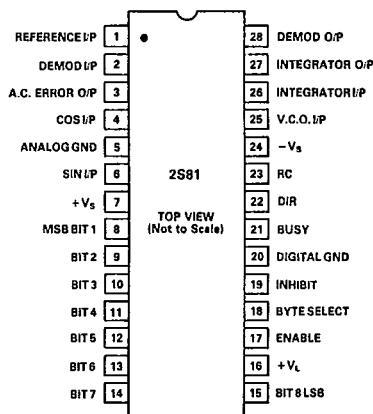 REFERENCE I/P 1
DEMOD I/P 2
A.C. ERROR O/P 3
COS I/P 4
ANALOG GND 5
SIN I/P 6
+VS 7
MSB BIT 1 8
BIT 2 9
BIT 3 10
BIT 4 11
BIT 5 12
BIT 6 13
BIT 7 14
2S81
TOP VIEW
(Not to Scale)
28 DEMOD O/P
27 INTEGRATOR O/P
26 INTEGRATOR I/P
25 V.C.O. I/P
24 −VS
23 RC
22 DIR
21 BUSY
20 DIGITAL GND
19 INHIBIT
18 BYTE SELECT
17 ENABLE
16 +VL
15 BIT 8 LSB